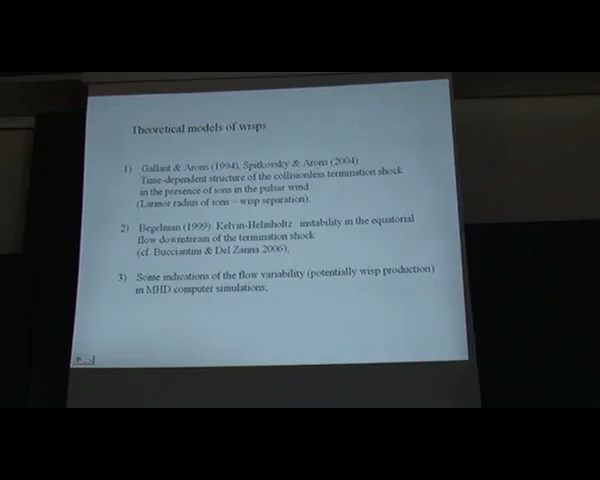 Theoretical models of wisps
1) Gallant & Arons (1994), Spitkovsky & Arons (2004)
Time-dependent structure of the collisionless termination shock
in the presence of ions in the pulsar wind
(Larmor radius of ions – wisp separation).
2) Begelman (1999) Kelvin-Helmholtz instability in the equatorial
flow downstream of the termination shock
(cf. Bucciantini & Del Zanna 2006).
3) Some indications of the flow variability (potentially wisp production)
in MHD computer simulations.